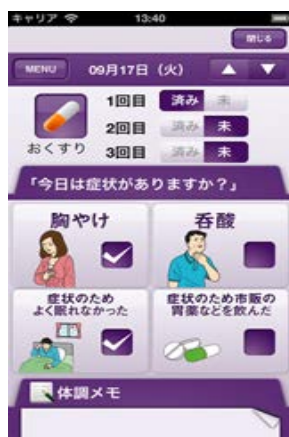 キャリア 13:40
閉じる
MENU 09月17日（火）
1回目 済み 未
2回目 済み 未
おくすり 3回目 済み 未
「今日は症状がありますか？」
胸やけ 呑酸
症状のため
よく眠れなかった
症状のため市販の
胃薬などを飲んだ
体調メモ